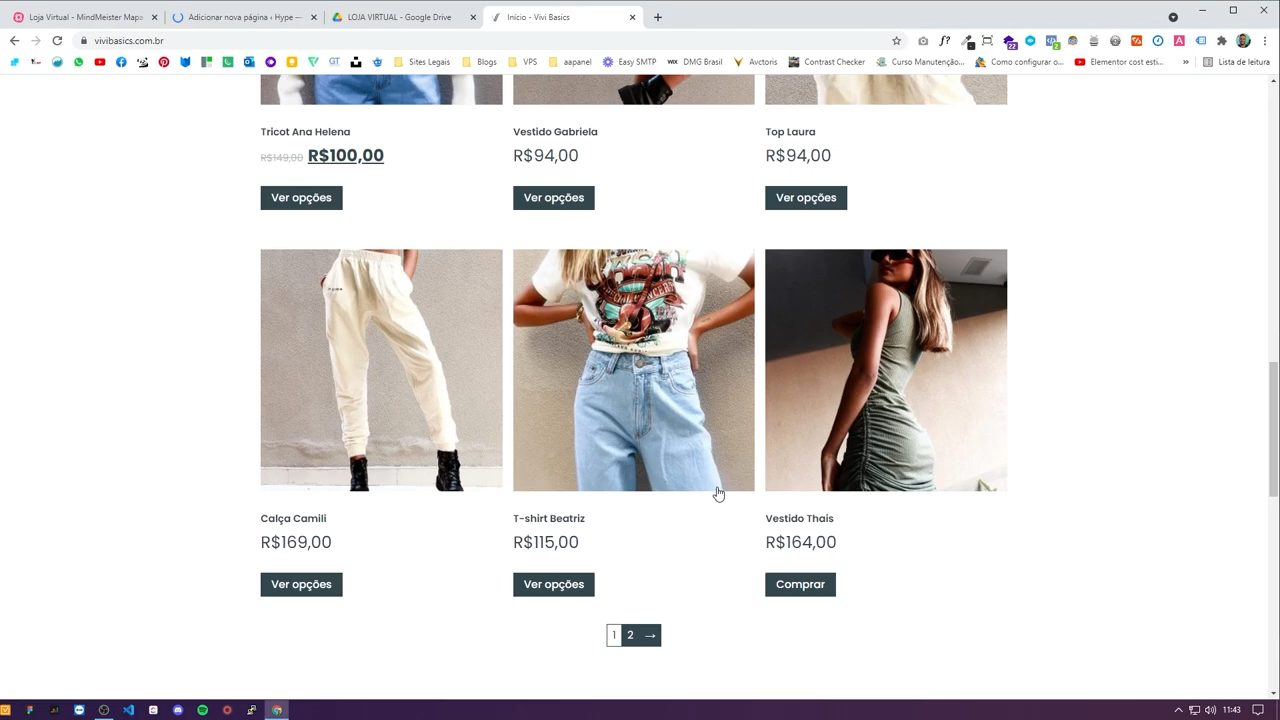 Loja Virtual - MindMeister Mapa
Adicionar nova página ‹ Hype —
LOJA VIRTUAL - Google Drive
Início - Vivi Basics
vivibasics.com.br
22
2
Sites Legais
Blogs
VPS
aapanel
Easy SMTP
DMG Brasil
Avctoris
Contrast Checker
Curso Manutenção...
Como configurar o...
Elementor cost esti...
»
Lista de leitura
Tricot Ana Helena
Vestido Gabriela
Top Laura
R$149,00 R$100,00
R$94,00
R$94,00
Ver opções
Ver opções
Ver opções
Calça Camili
T-shirt Beatriz
Vestido Thais
R$169,00
R$115,00
R$164,00
Ver opções
Ver opções
Comprar
1 2 →
11:43